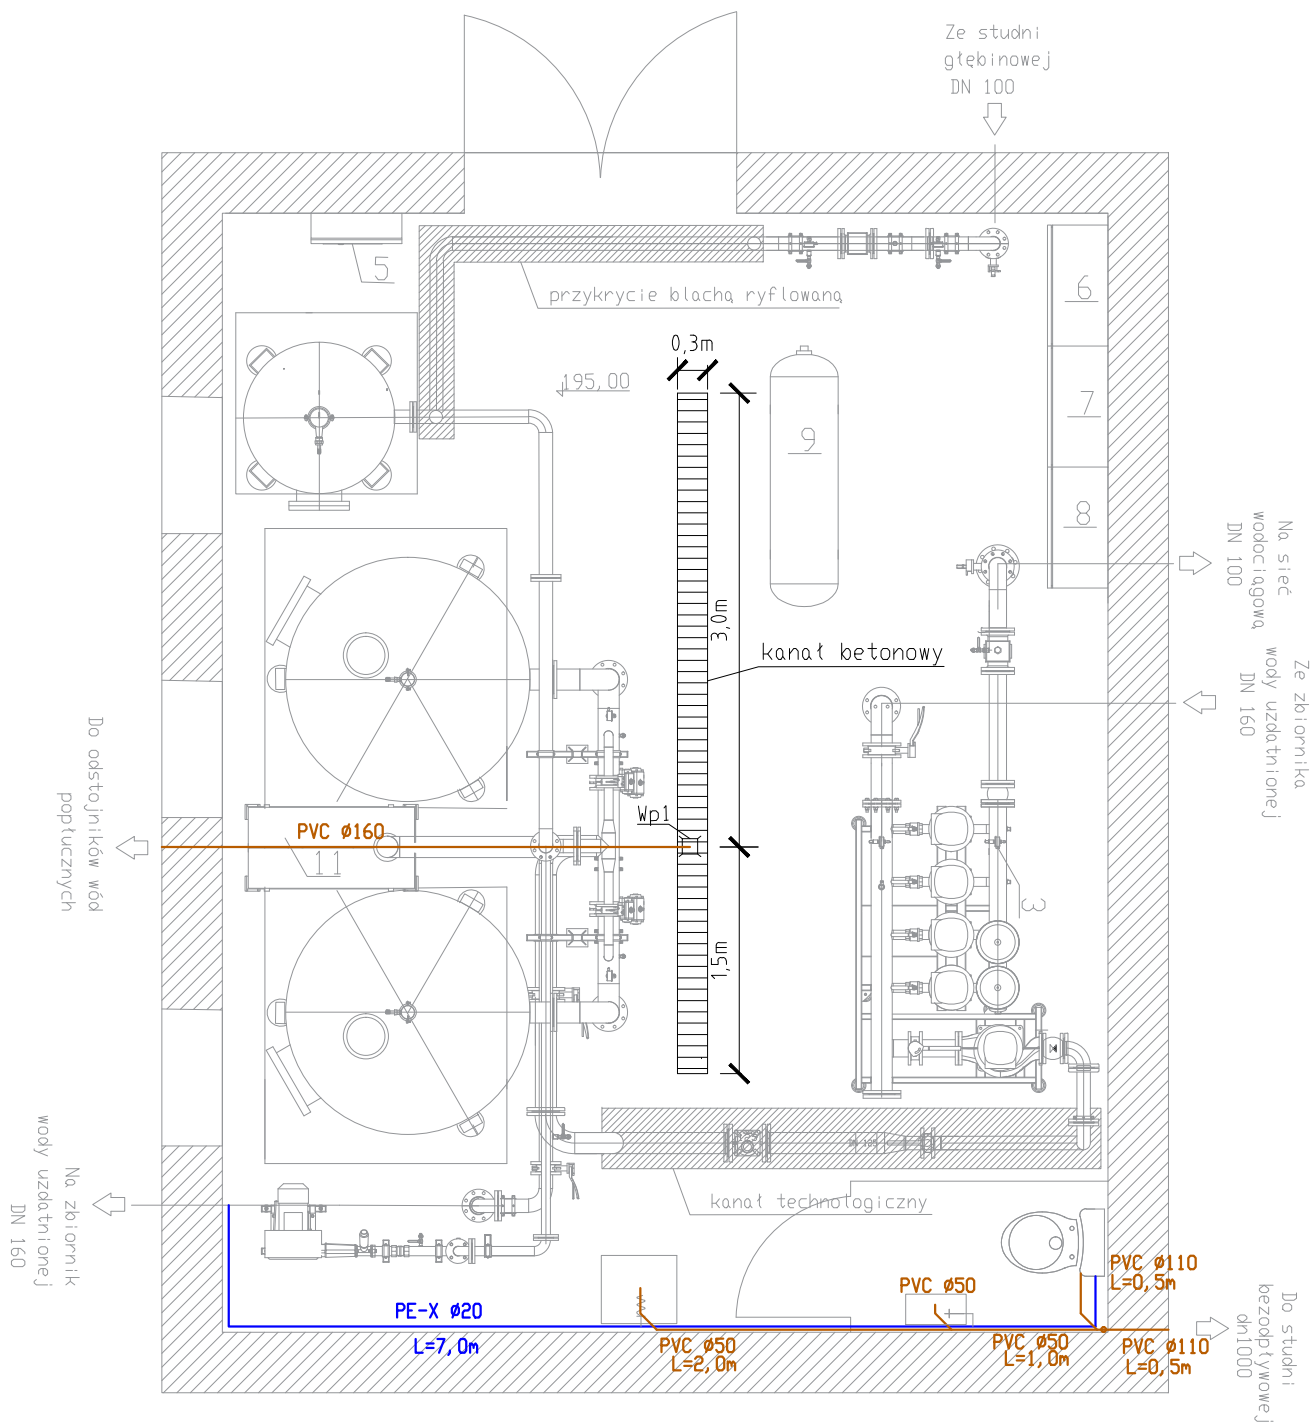 Ze studni
głębinowej
DN 100
5
przykrycie blachą ryflowaną
6
0,3m
195,00
7
9
8
Na sieć
wodociągową
DN 100
3,0m
kanał betonowy
Ze zbiornika
wody uzdatnionej
DN 160
Do odstojników wód
popłucznych
Wp1
PVC ø160
11
3
1,5m
kanał technologiczny
Na zbiornik
wody uzdatnionej
DN 160
PE-X ø20
L=7,0m
PVC ø50
L=2,0m
PVC ø50
PVC ø50
L=1,0m
PVC ø110
L=0,5m
PVC ø110
L=0,5m
Do studni
bezodpływowej
dn1000